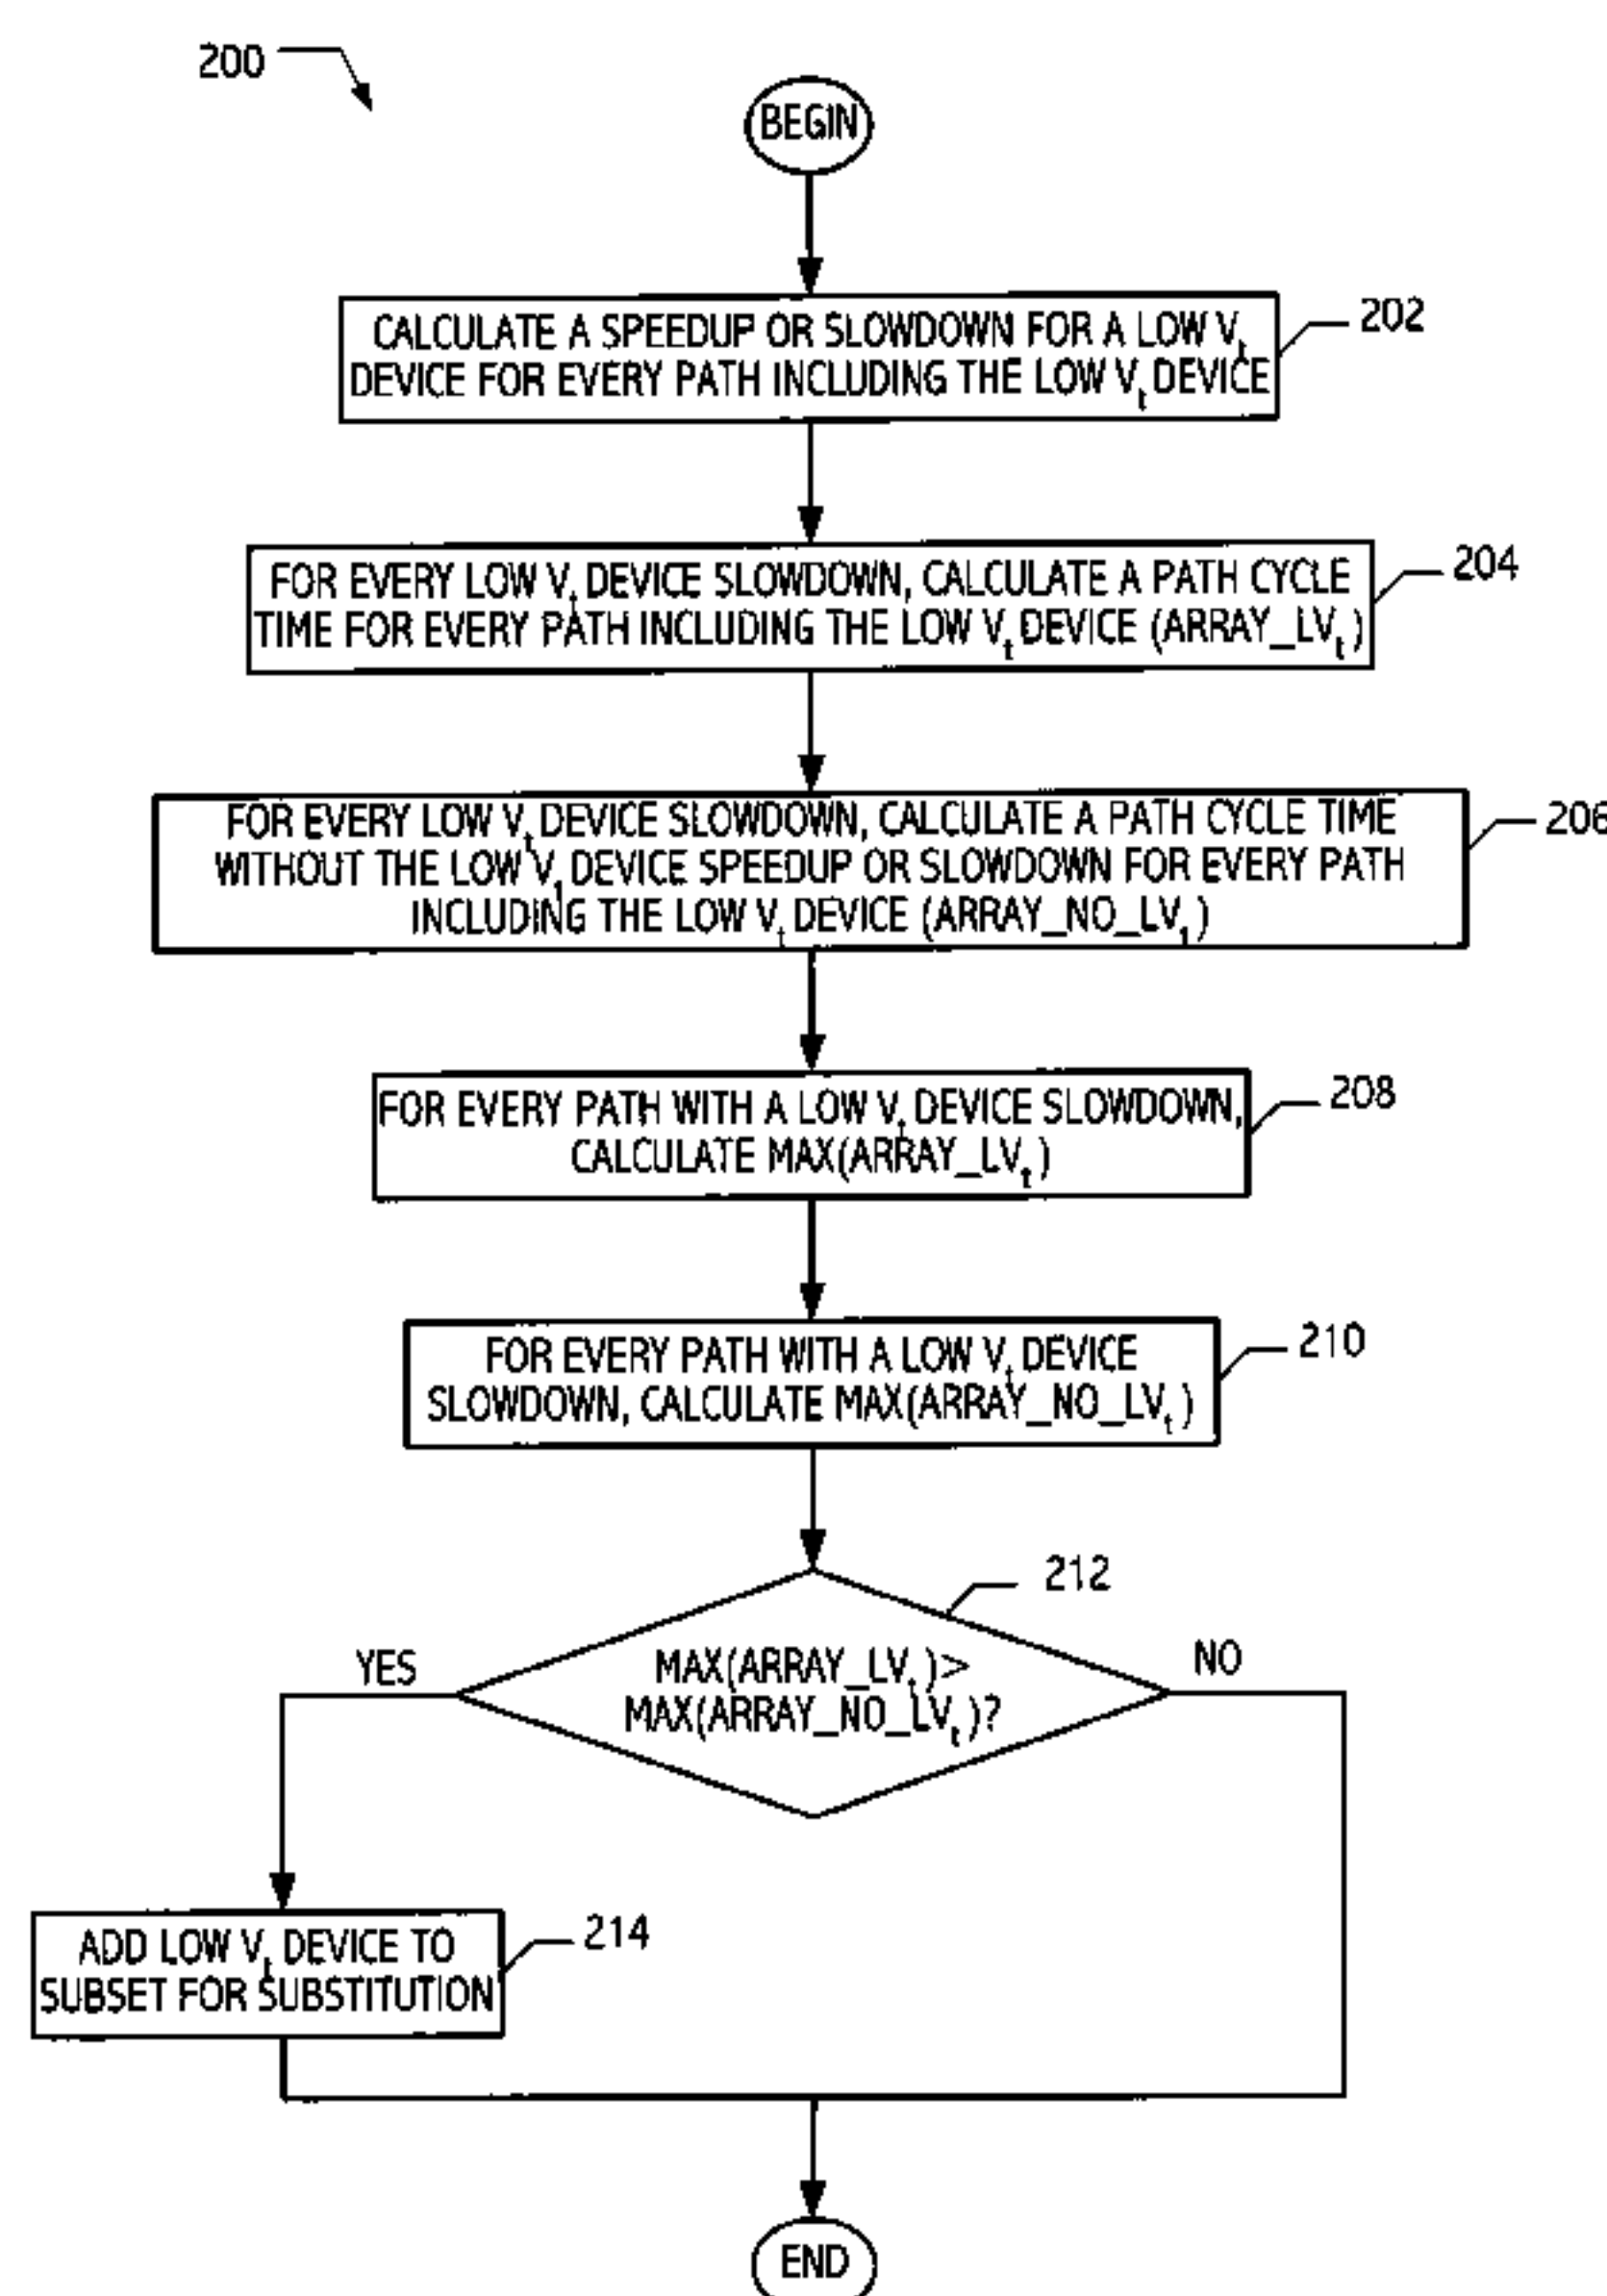 200
BEGIN
CALCULATE A SPEEDUP OR SLOWDOWN FOR A LOW Vt
DEVICE FOR EVERY PATH INCLUDING THE LOW Vt DEVICE
202
FOR EVERY LOW Vt DEVICE SLOWDOWN, CALCULATE A PATH CYCLE
TIME FOR EVERY PATH INCLUDING THE LOW Vt DEVICE (ARRAY_LVt)
204
FOR EVERY LOW Vt DEVICE SLOWDOWN, CALCULATE A PATH CYCLE TIME
WITHOUT THE LOW Vt DEVICE SPEEDUP OR SLOWDOWN FOR EVERY PATH
INCLUDING THE LOW Vt DEVICE (ARRAY_NO_LVt)
206
FOR EVERY PATH WITH A LOW Vt DEVICE SLOWDOWN,
CALCULATE MAX(ARRAY_LVt)
208
FOR EVERY PATH WITH A LOW Vt DEVICE
SLOWDOWN, CALCULATE MAX(ARRAY_NO_LVt)
210
212
YES
MAX(ARRAY_LVt)>
MAX(ARRAY_NO_LVt)?
NO
ADD LOW Vt DEVICE TO
SUBSET FOR SUBSTITUTION
214
END